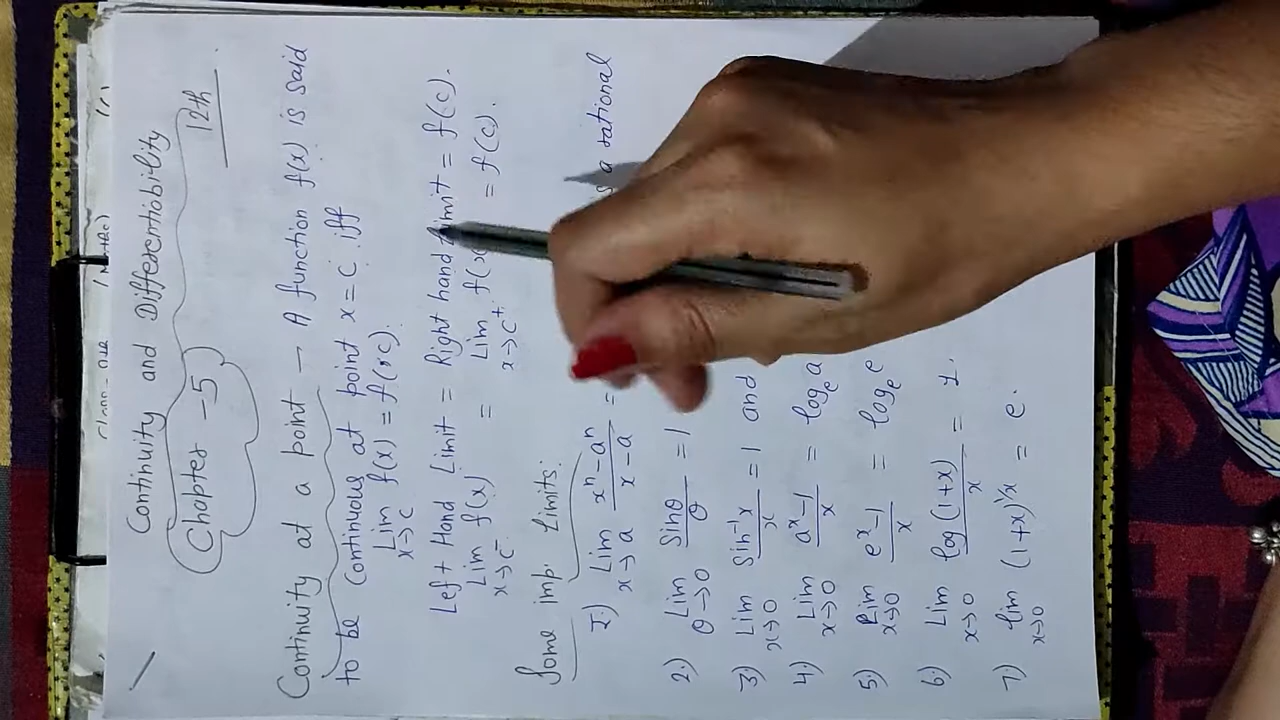 Continuity and Differentiability
Chapter - 5
12th
Continuity at a point — A function f(x) is said
to be continuous at point x = c iff
Lim x→c f(x) = f(c).
Left Hand Limit = Right hand limit = f(c).
Lim x→c⁻ f(x) = Lim x→c⁺ f(x) = f(c).
Some imp. Limits:
1.) Lim x→a xⁿ-aⁿ/x-a = a rational
2.) Lim θ→0 Sinθ/θ = 1
3) Lim x→0 Sin⁻¹x/x = 1 and
4.) Lim x→0 aˣ-1/x = logₑ a
5.) Lim x→0 eˣ-1/x = logₑ e
6.) Lim x→0 log(1+x)/x = 1.
7) lim x→0 (1+x)^1/x = e.